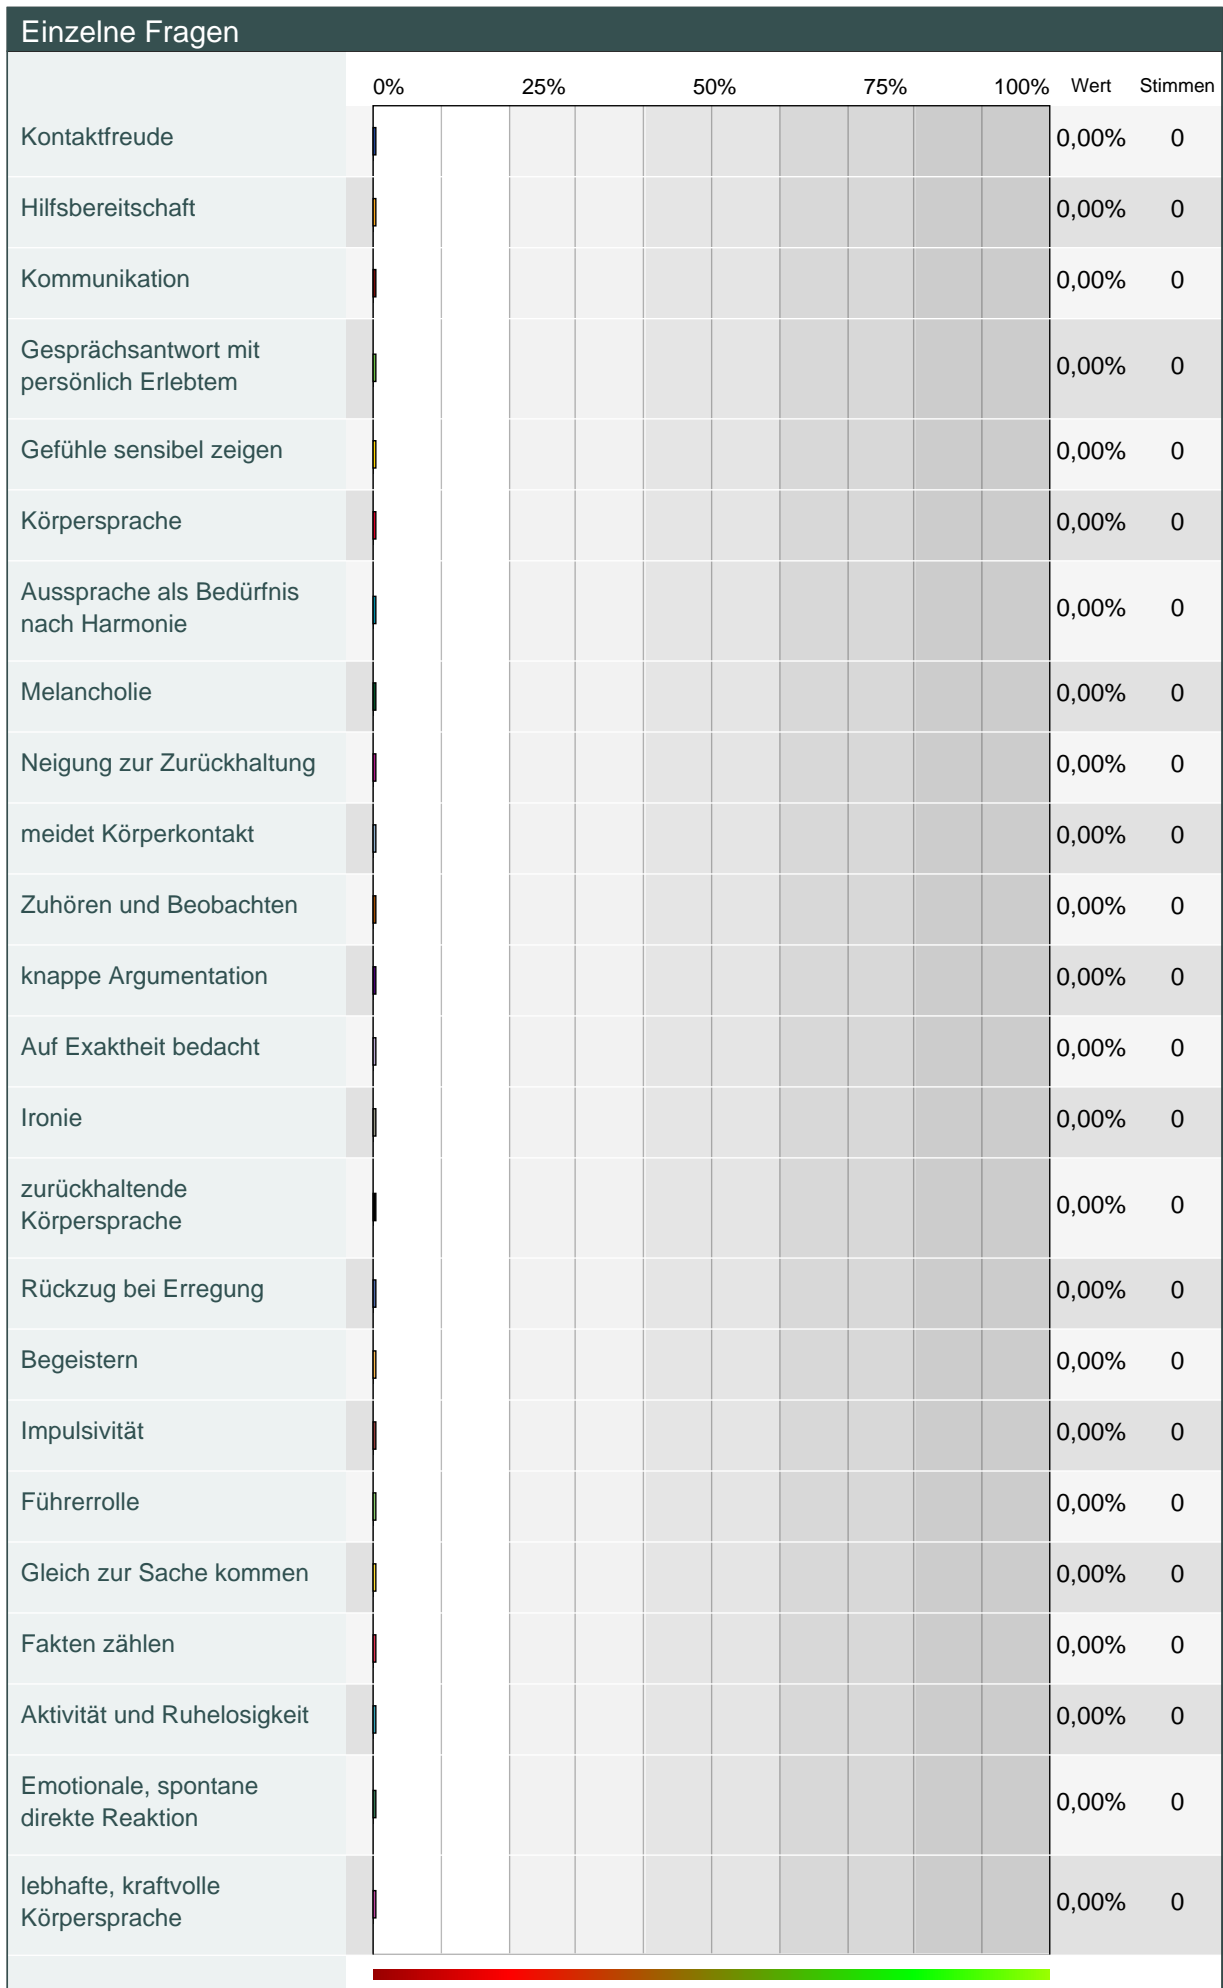 Einzelne Fragen
0% 25% 50% 75% 100% Wert Stimmen
Kontaktfreude 0,00% 0
Hilfsbereitschaft 0,00% 0
Kommunikation 0,00% 0
Gesprächsantwort mit
persönlich Erlebtem 0,00% 0
Gefühle sensibel zeigen 0,00% 0
Körpersprache 0,00% 0
Aussprache als Bedürfnis
nach Harmonie 0,00% 0
Melancholie 0,00% 0
Neigung zur Zurückhaltung 0,00% 0
meidet Körperkontakt 0,00% 0
Zuhören und Beobachten 0,00% 0
knappe Argumentation 0,00% 0
Auf Exaktheit bedacht 0,00% 0
Ironie 0,00% 0
zurückhaltende
Körpersprache 0,00% 0
Rückzug bei Erregung 0,00% 0
Begeistern 0,00% 0
Impulsivität 0,00% 0
Führerrolle 0,00% 0
Gleich zur Sache kommen 0,00% 0
Fakten zählen 0,00% 0
Aktivität und Ruhelosigkeit 0,00% 0
Emotionale, spontane
direkte Reaktion 0,00% 0
lebhafte, kraftvolle
Körpersprache 0,00% 0